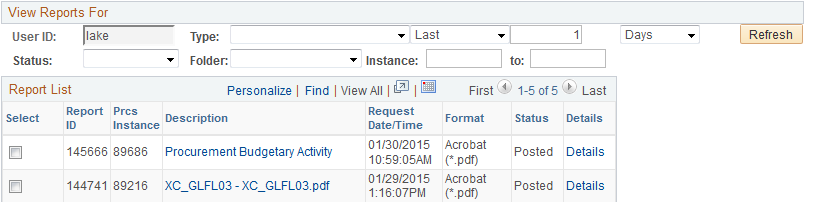 View Reports For
User ID: lake Type: Last 1 Days Refresh
Status: Folder: Instance: to:
Report List Personalize | Find | View All | | First 1-5 of 5 Last
Select Report ID Prcs Instance Description Request Date/Time Format Status Details
145666 89686 Procurement Budgetary Activity 01/30/2015 10:59:05AM Acrobat (*.pdf) Posted Details
144741 89216 XC_GLFL03 - XC_GLFL03.pdf 01/29/2015 1:16:07PM Acrobat (*.pdf) Posted Details